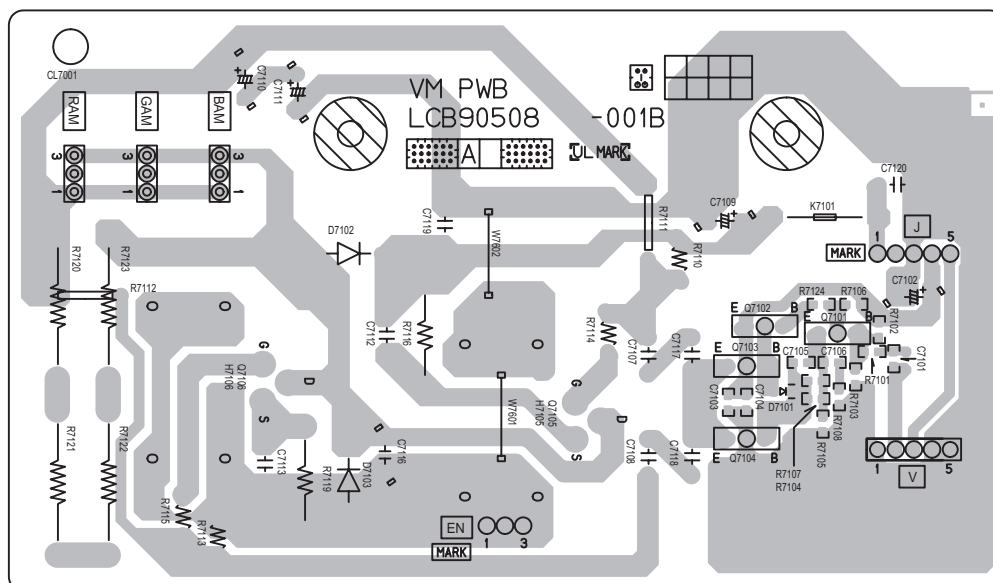 CL7001
RAM
GAM
BAM
C7110
C7111
VM PWB
LCB90508 -001B
A
UL MARK
3
3
3
1
1
1
C7120
C7109
K7101
J
1
5
MARK
C7119
R7111
D7102
W7602
R7110
R7120
R7123
R7112
C7102
R7124
R7106
E
Q7102
B
E
Q7101
B
R7102
C7112
R7116
R7114
C7107
C7117
E
Q7103
B
C7105
C7106
R7101
C7101
G
Q7106
H7106
D
G
Q7105
H7105
D
S
S
W7601
C7103
C7104
D7101
R7103
R7108
R7105
R7107
R7104
E
Q7104
B
R7121
R7122
C7113
R7119
D7103
C7116
C7108
C7118
1
5
V
R7115
R7113
EN
1
3
MARK